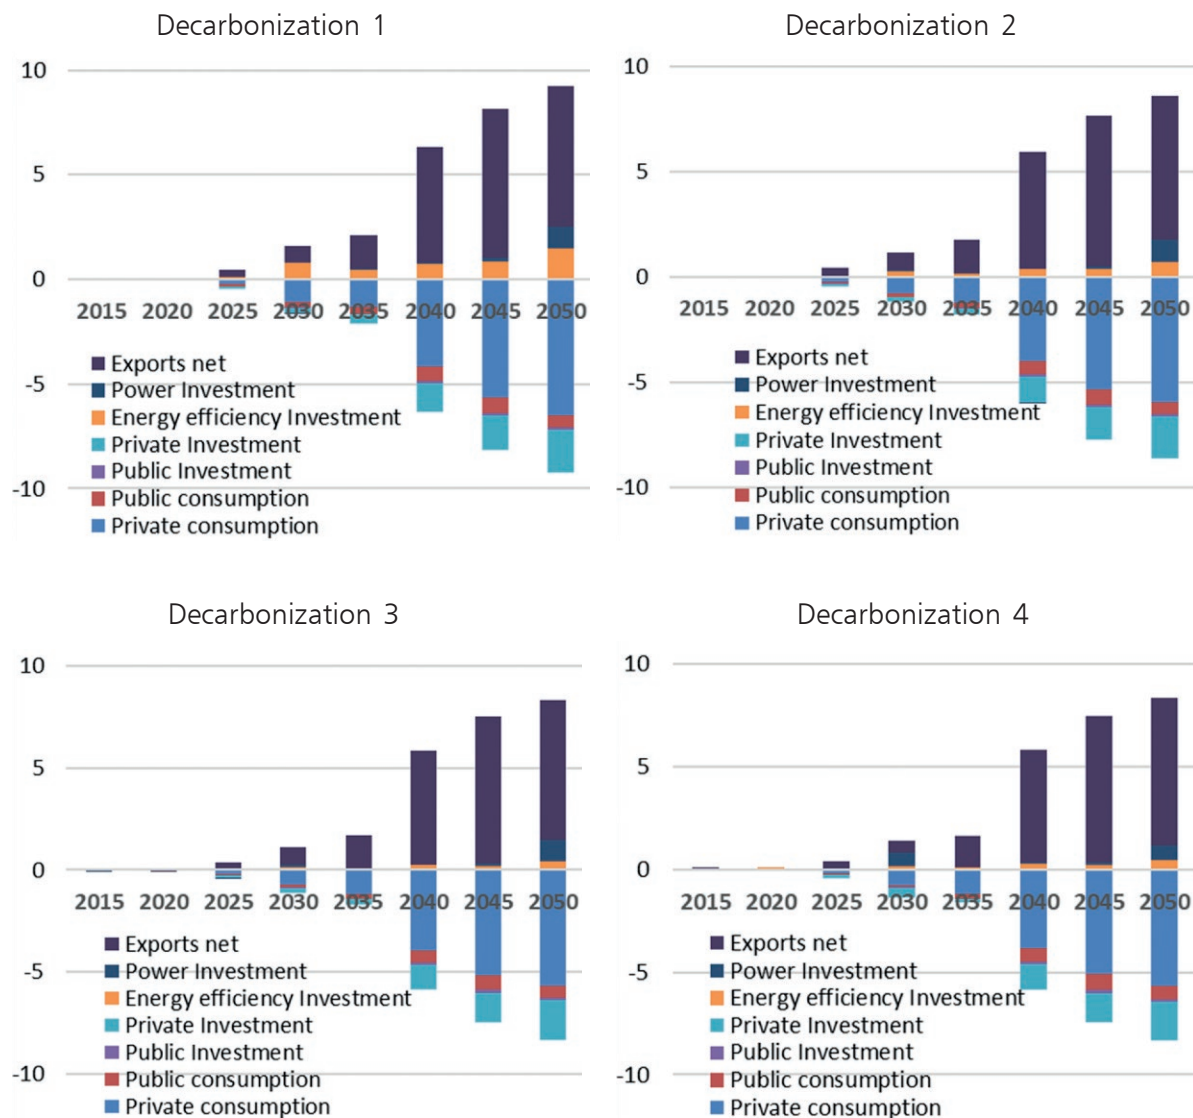 Decarbonization 1
10
5
0
2015 2020 2025 2030 2035 2040 2045 2050
Exports net
Power Investment
-5
Energy efficiency Investment
Private Investment
Public Investment
-10
Public consumption
Private consumption
Decarbonization 2
10
5
0
2015 2020 2025 2030 2035 2040 2045 2050
Exports net
Power Investment
-5
Energy efficiency Investment
Private Investment
Public Investment
-10
Public consumption
Private consumption
Decarbonization 3
10
5
0
2015 2020 2025 2030 2035 2040 2045 2050
Exports net
-5
Power Investment
Energy efficiency Investment
Private Investment
Public Investment
-10
Public consumption
Private consumption
Decarbonization 4
10
5
0
2015 2020 2025 2030 2035 2040 2045 2050
Exports net
-5
Power Investment
Energy efficiency Investment
Private Investment
Public Investment
-10
Public consumption
Private consumption